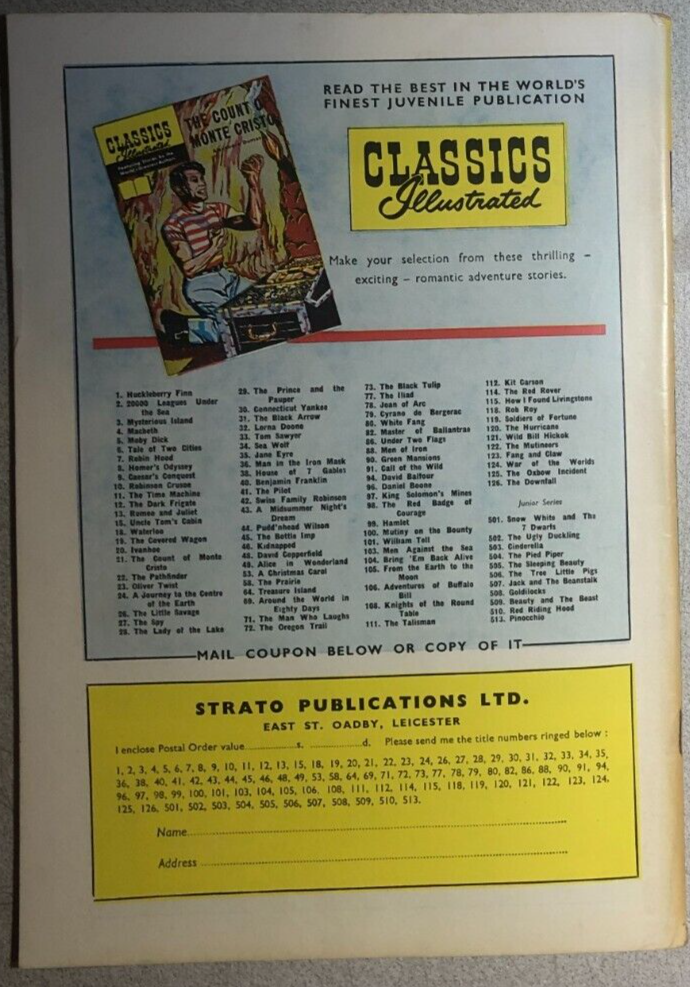 READ THE BEST IN THE WORLD'S
FINEST JUVENILE PUBLICATION
CLASSICS
Illustrated
Featuring Stories by the
World's Greatest Authors
THE COUNT O
MONTE CRISTO
CLASSICS
Illustrated
Make your selection from these thrilling –
exciting – romantic adventure stories.
1. Huckleberry Finn
2. 20000 Leagues Under
the Sea
3. Mysterious Island
4. Macbeth
5. Moby Dick
6. Tale of Two Cities
7. Robin Hood
8. Homer's Odyssey
9. Caesar's Conquest
10. Robinson Crusoe
11. The Time Machine
12. The Dark Frigate
13. Romeo and Juliet
15. Uncle Tom's Cabin
18. Waterloo
19. The Covered Wagon
20. Ivanhoe
21. The Count of Monte
Cristo
22. The Pathfinder
23. Oliver Twist
24. A Journey to the Centre
of the Earth
26. The Little Savage
27. The Spy
28. The Lady of the Lake
29. The Prince and the
Pauper
30. Connecticut Yankee
31. The Black Arrow
32. Lorna Doone
33. Tom Sawyer
34. Sea Wolf
35. Jane Eyre
36. Man in the Iron Mask
38. House of 7 Gables
40. Benjamin Franklin
41. The Pilot
42. Swiss Family Robinson
43. A Midsummer Night's
Dream
44. Pudd'nhead Wilson
45. The Bottle Imp
46. Kidnapped
48. David Copperfield
49. Alice in Wonderland
53. A Christmas Carol
58. The Prairie
64. Treasure Island
69. Around the World in
Eighty Days
71. The Man Who Laughs
72. The Oregon Trail
73. The Black Tulip
77. The Iliad
78. Joan of Arc
79. Cyrano de Bergerac
80. White Fang
82. Master of Ballantrae
86. Under Two Flags
88. Men of Iron
90. Green Mansions
91. Call of the Wild
94. David Balfour
96. Daniel Boone
97. King Solomon's Mines
98. The Red Badge of
Courage
99. Hamlet
100. Mutiny on the Bounty
101. William Tell
103. Men Against the Sea
104. Bring 'Em Back Alive
105. From the Earth to the
Moon
106. Adventures of Buffalo
Bill
108. Knights of the Round
Table
111. The Talisman
112. Kit Carson
114. The Red Rover
115. How I Found Livingstone
118. Rob Roy
119. Soldiers of Fortune
120. The Hurricane
121. Wild Bill Hickok
122. The Mutineers
123. Fang and Claw
124. War of the Worlds
125. The Oxbow Incident
126. The Downfall
Junior Series
501. Snow White and The
7 Dwarfs
502. The Ugly Duckling
503. Cinderella
504. The Pied Piper
505. The Sleeping Beauty
506. The Tree Little Pigs
507. Jack and The Beanstalk
508. Goldilocks
509. Beauty and The Beast
510. Red Riding Hood
513. Pinocchio
MAIL COUPON BELOW OR COPY OF IT
STRATO PUBLICATIONS LTD.
EAST ST. OADBY, LEICESTER
I enclose Postal Order value..............s. ..............d. Please send me the title numbers ringed below :
1, 2, 3, 4, 5, 6, 7, 8, 9, 10, 11, 12, 13, 15, 18, 19, 20, 21, 22, 23, 24, 26, 27, 28, 29, 30, 31, 32, 33, 34, 35,
36, 38, 40, 41, 42, 43, 44, 45, 46, 48, 49, 53, 58, 64, 69, 71, 72, 73, 77, 78, 79, 80, 82, 86, 88, 90, 91, 94,
96, 97, 98, 99, 100, 101, 103, 104, 105, 106, 108, 111, 112, 114, 115, 118, 119, 120, 121, 122, 123, 124,
125, 126, 501, 502, 503, 504, 505, 506, 507, 508, 509, 510, 513.
Name
Address